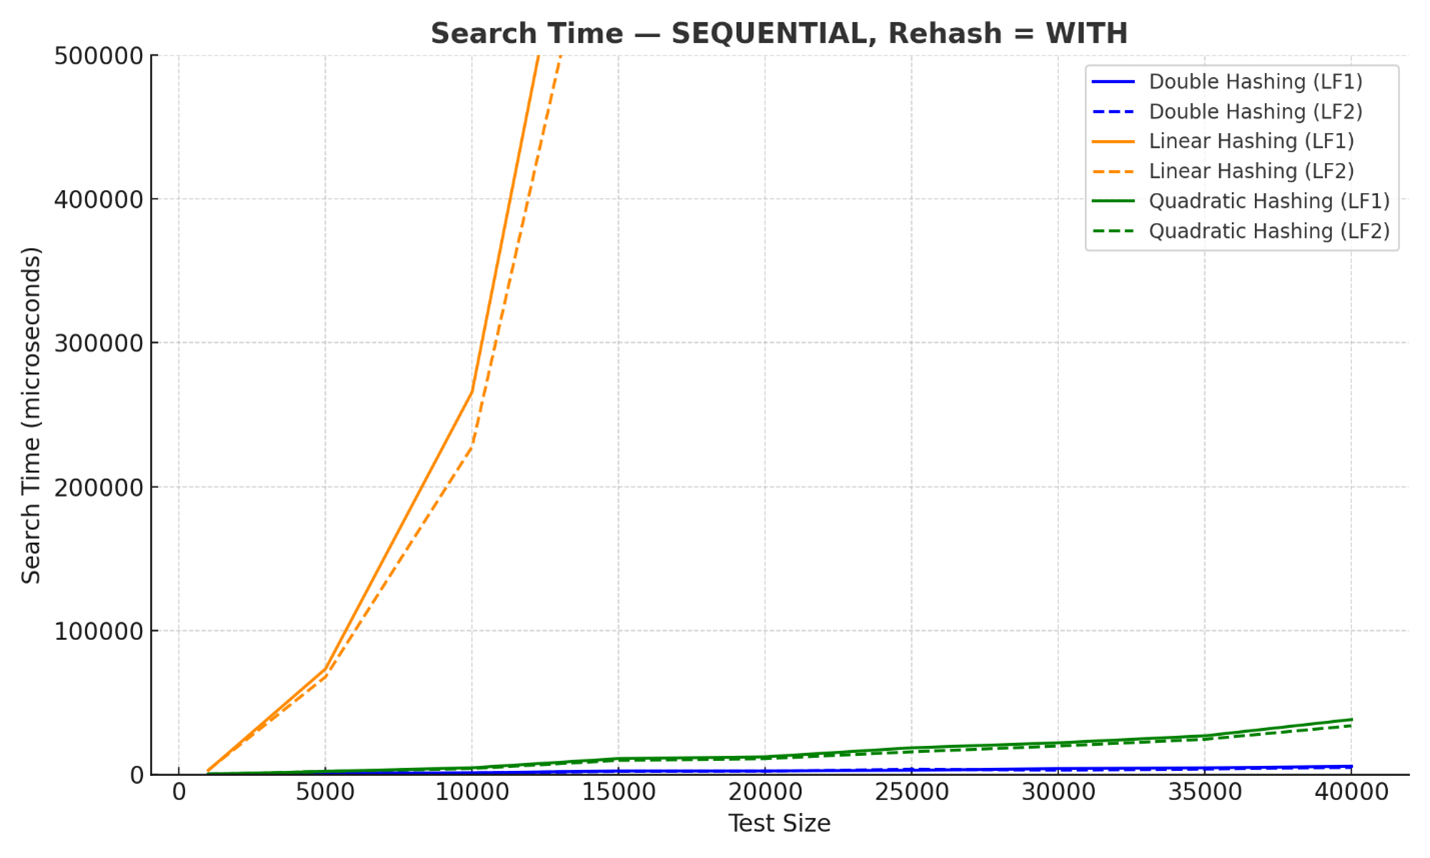 Search Time — SEQUENTIAL, Rehash = WITH
500000
400000
300000
200000
100000
0
Search Time (microseconds)
Double Hashing (LF1)
Double Hashing (LF2)
Linear Hashing (LF1)
Linear Hashing (LF2)
Quadratic Hashing (LF1)
Quadratic Hashing (LF2)
0 5000 10000 15000 20000 25000 30000 35000 40000
Test Size